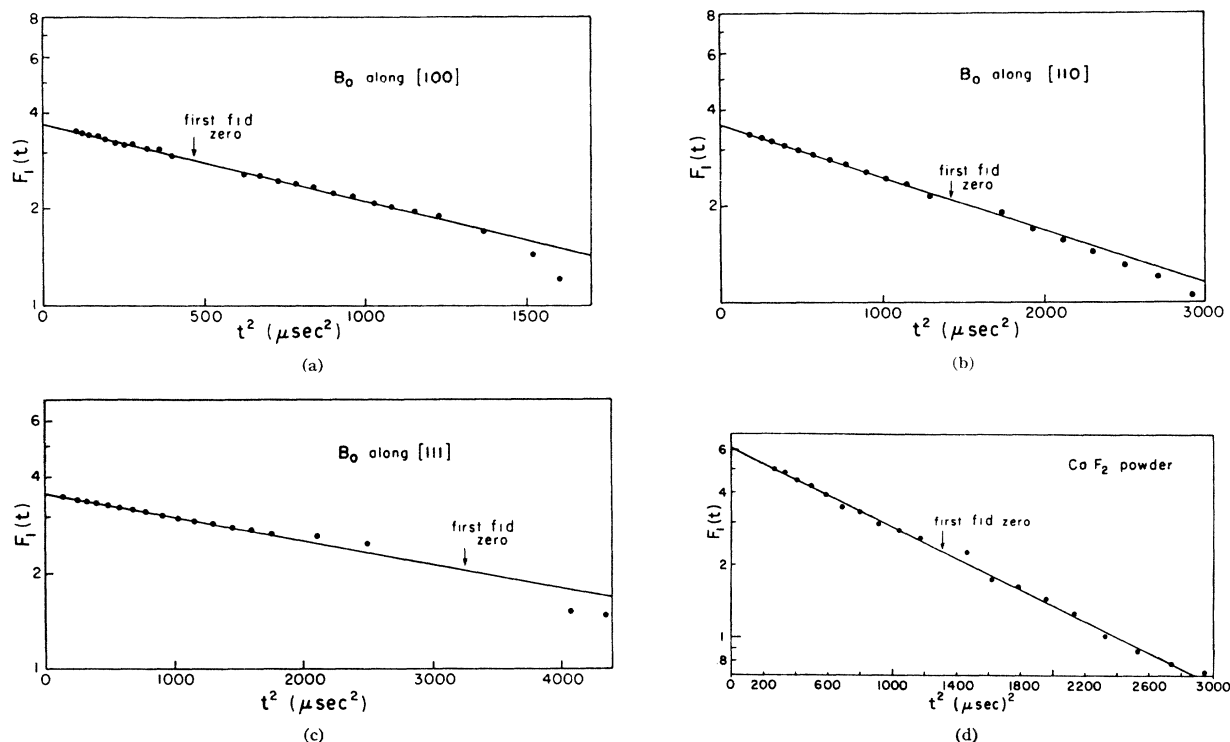 8
6
4
2
1
F₁(t)
B₀ along [100]
first fid
zero
0 500 1000 1500
t² (μsec²)
(a)
8
6
4
2
F₁(t)
B₀ along [110]
first fid
zero
0 1000 2000 3000
t² (μsec²)
(b)
6
4
2
1
F₁(t)
B₀ along [111]
first fid
zero
0 1000 2000 3000 4000
t² (μsec²)
(c)
6
4
2
1
.8
F₁(t)
Ca F₂ powder
first fid zero
0 200 600 1000 1400 1800 2200 2600 3000
t² (μsec)²
(d)